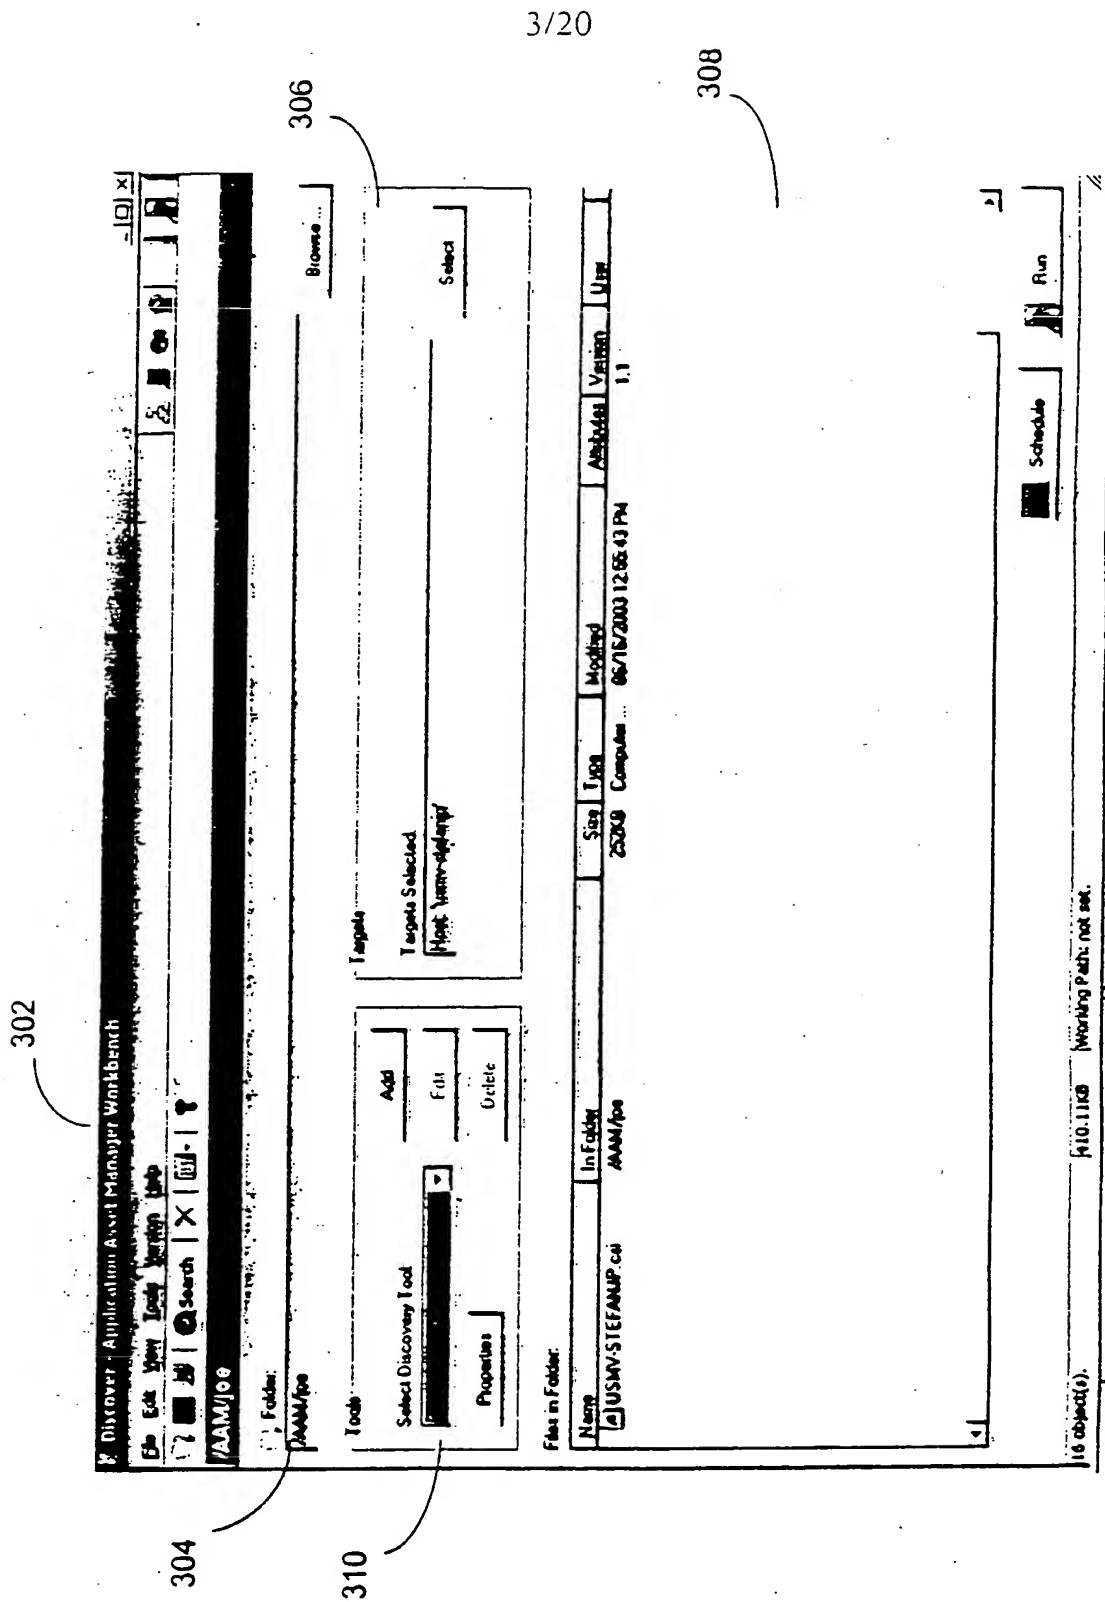 3/20
302
304
306
308
310
Discover - Application Asset Manager Workbench
File Edit View Tools Version Help
Search
/AAM/joe
Folder:
/AAM/joe
Browse ...
Tools
Select Discovery Tool
Add
Edit
Delete
Properties
Targets
Targets Selected
Host
Select
Files in Folder:
Name In Folder Size Type Modified Attributes Version User
USMV-STEFANUP.cai /AAM/joe 252KB Computer ... 06/16/2003 12:55:43 PM 1.1
Schedule
Run
16 object(s).
410.11KB
Working Path: not set.